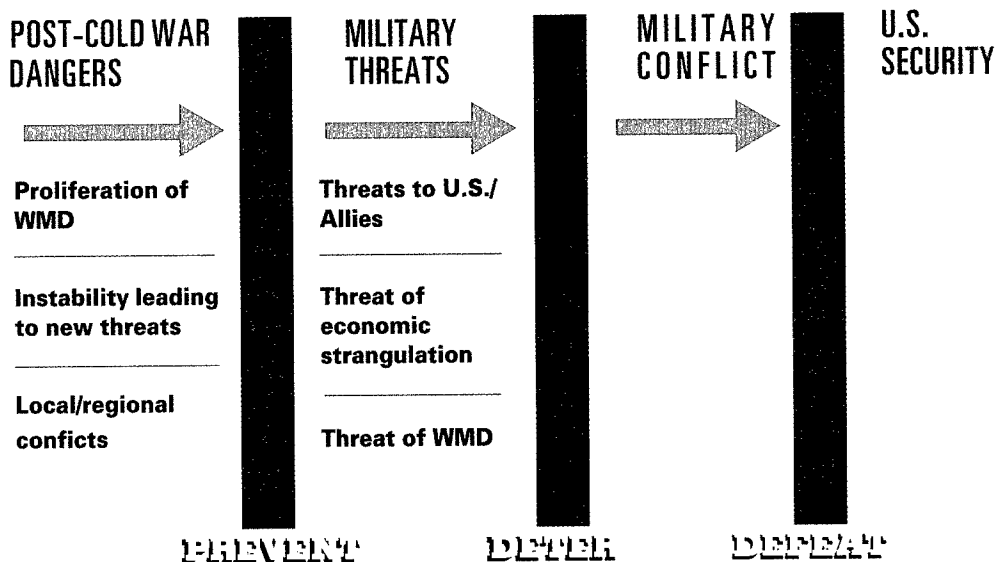 POST-COLD WAR
DANGERS
Proliferation of
WMD
Instability leading
to new threats
Local/regional
conficts
MILITARY
THREATS
Threats to U.S./
Allies
Threat of
economic
strangulation
Threat of WMD
MILITARY
CONFLICT
U.S.
SECURITY
PREVENT
DETER
DEFEAT